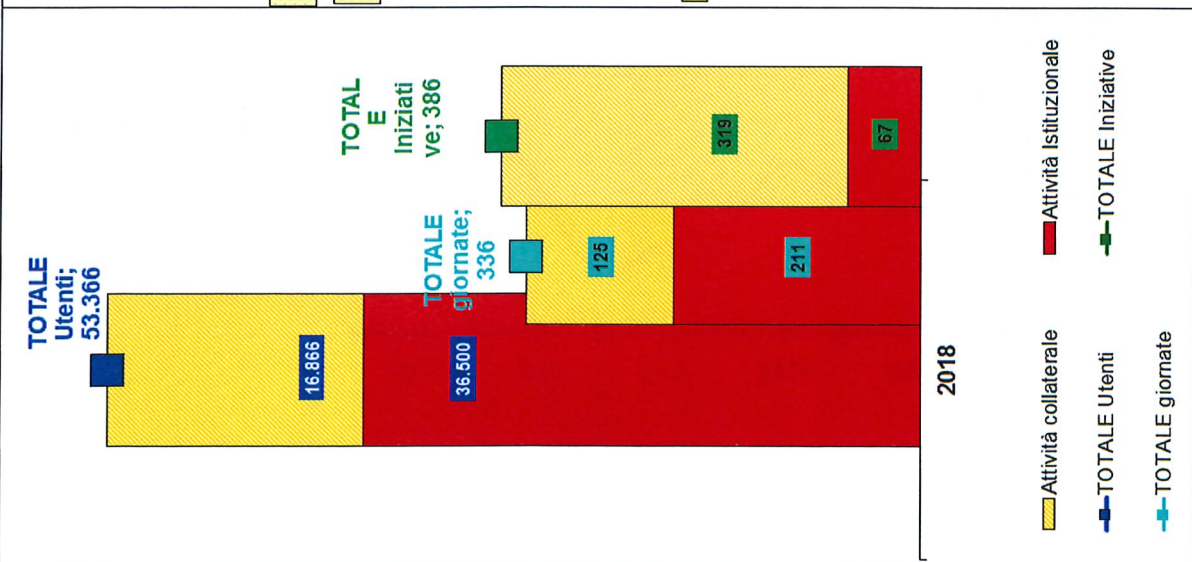 TOTALE
Utenti;
53.366
16.866
36.500
TOTALE
giornate;
336
125
211
TOTAL
E
Iniziati
ve; 386
319
67
2018
Attività collaterale
Attività Istituzionale
TOTALE Utenti
TOTALE Iniziative
TOTALE giornate